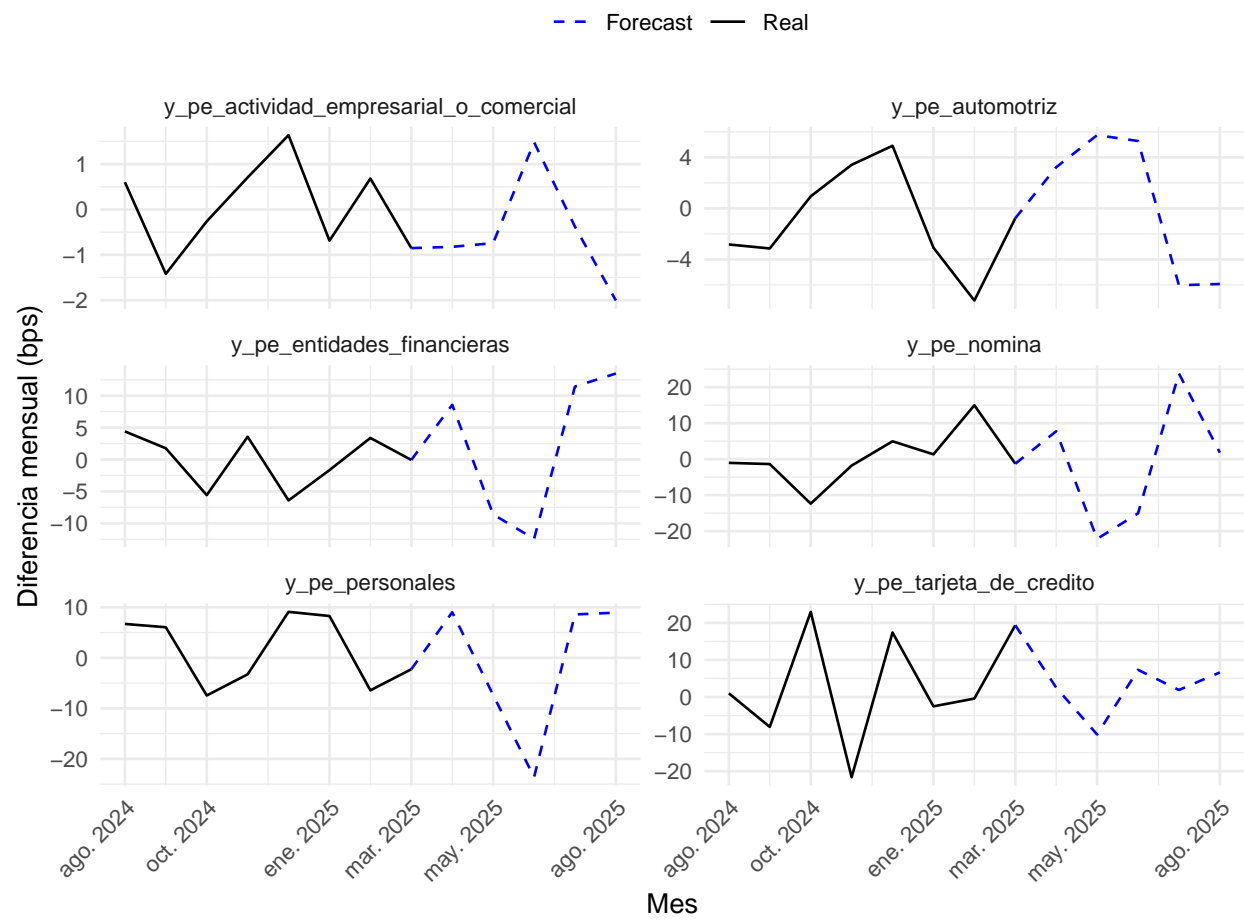 Forecast Real
y_pe_actividad_empresarial_o_comercial
y_pe_automotriz
1
0
−1
−2
4
0
−4
y_pe_entidades_financieras
y_pe_nomina
10
5
0
−5
−10
20
10
0
−10
−20
y_pe_personales
y_pe_tarjeta_de_credito
10
0
−10
−20
20
10
0
−10
−20
ago. 2024
oct. 2024
ene. 2025
mar. 2025
may. 2025
ago. 2025
ago. 2024
oct. 2024
ene. 2025
mar. 2025
may. 2025
ago. 2025
Diferencia mensual (bps)
Mes